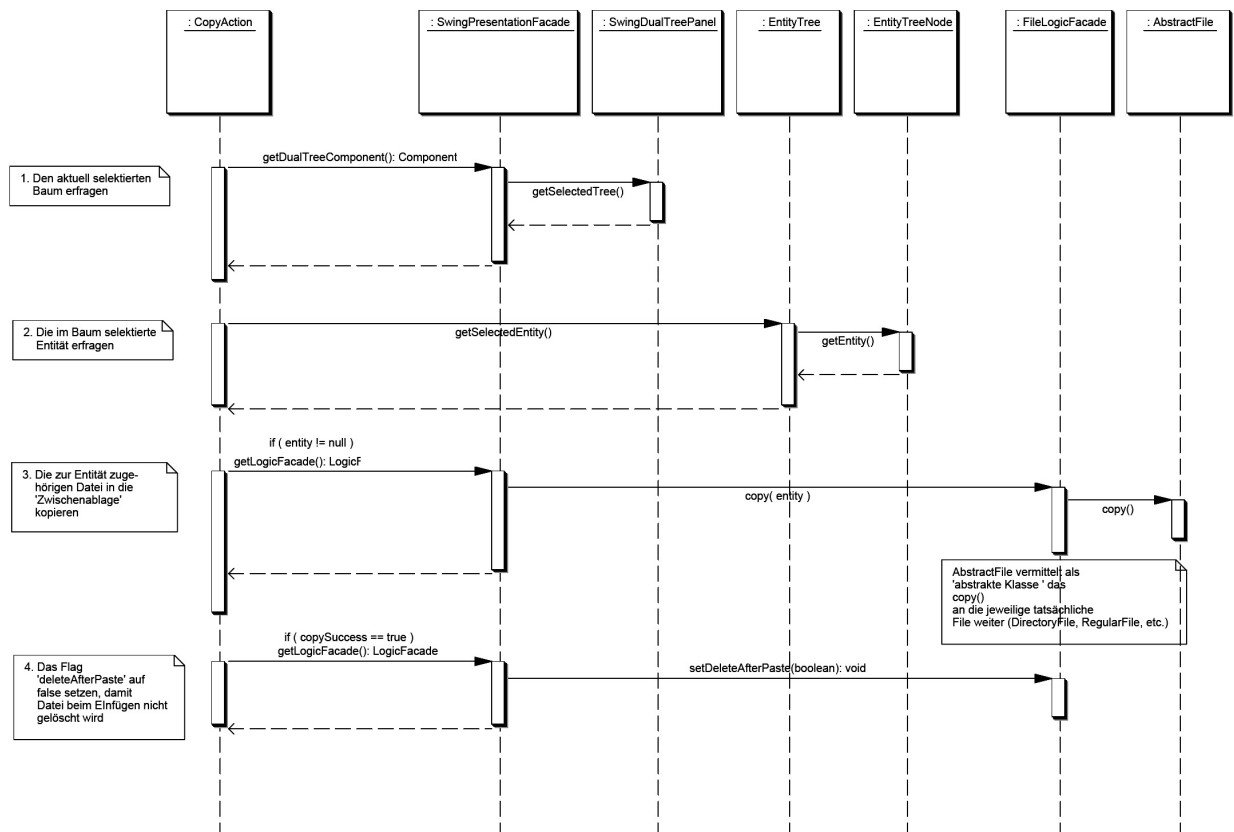 : CopyAction
: SwingPresentationFacade
: SwingDualTreePanel
: EntityTree
: EntityTreeNode
: FileLogicFacade
: AbstractFile
getDualTreeComponent(): Component
1. Den aktuell selektierten
Baum erfragen
getSelectedTree()
2. Die im Baum selektierte
Entität erfragen
getSelectedEntity()
getEntity()
if ( entity != null )
getLogicFacade(): LogicF
3. Die zur Entität zuge-
hörigen Datei in die
'Zwischenablage'
kopieren
copy( entity )
copy()
AbstractFile vermittelt als
'abstrakte Klasse ' das
copy()
an die jeweilige tatsächliche
File weiter (DirectoryFile, RegularFile, etc.)
if ( copySuccess == true )
getLogicFacade(): LogicFacade
4. Das Flag
'deleteAfterPaste' auf
false setzen, damit
Datei beim EInfügen nicht
gelöscht wird
setDeleteAfterPaste(boolean): void